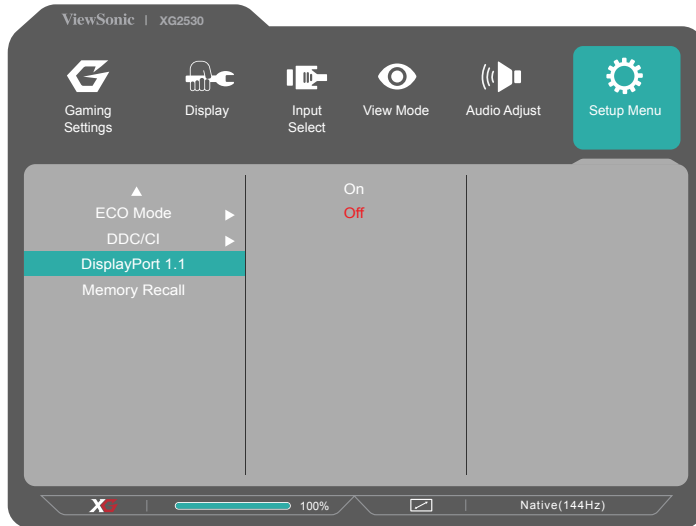 ViewSonic | XG2530
Gaming Settings
Display
Input Select
View Mode
Audio Adjust
Setup Menu
▲
ECO Mode ▶
DDC/CI ▶
DisplayPort 1.1
Memory Recall
On
Off
XG | 100% | Native(144Hz)